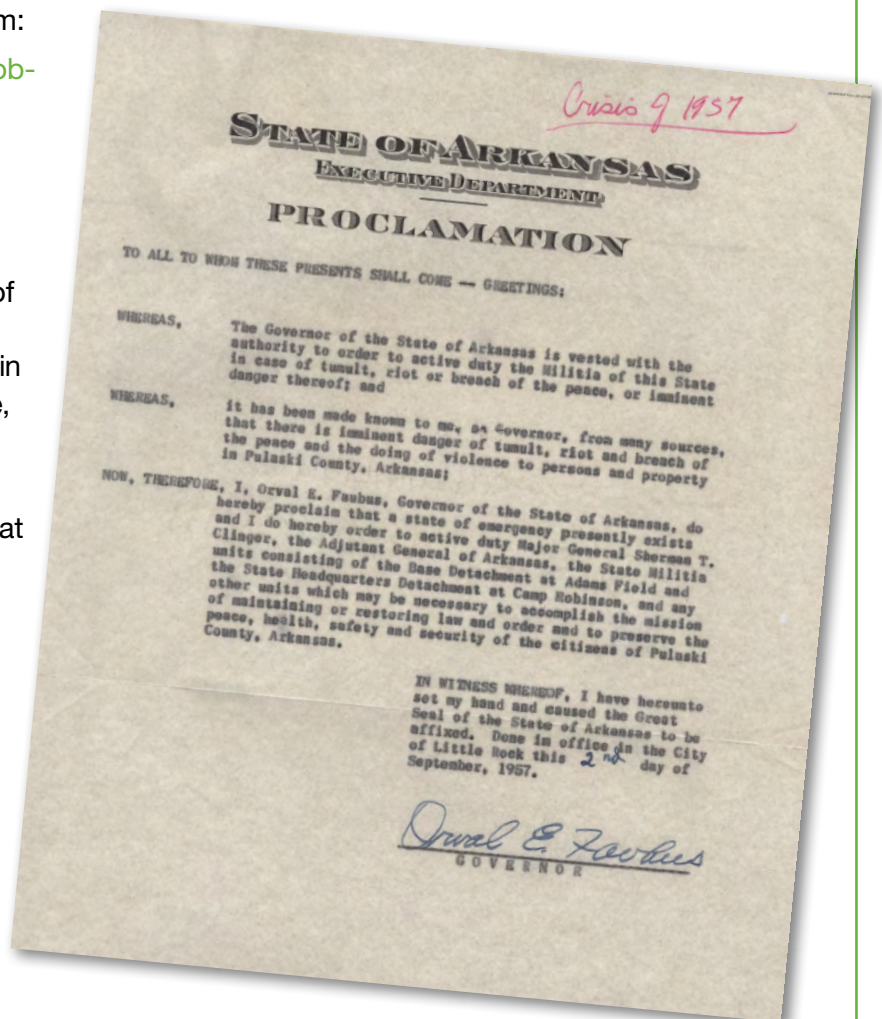 m:
ob-
of
in
e,
at
Crisis of 1957
STATE OF ARKANSAS
EXECUTIVE DEPARTMENT
PROCLAMATION
TO ALL TO WHOM THESE PRESENTS SHALL COME -- GREETINGS:
WHEREAS, The Governor of the State of Arkansas is vested with the
authority to order to active duty the Militia of this State
in case of tumult, riot or breach of the peace, or imminent
danger thereof; and
WHEREAS, it has been made known to me, as Governor, from many sources,
that there is imminent danger of tumult, riot and breach of
the peace and the doing of violence to persons and property
in Pulaski County, Arkansas;
NOW, THEREFORE, I, Orval E. Faubus, Governor of the State of Arkansas, do
hereby proclaim that a state of emergency presently exists
and I do hereby order to active duty Major General Sherman T.
Clinger, the Adjutant General of Arkansas, the State Militia
units consisting of the Base Detachment at Adams Field and
the State Headquarters Detachment at Camp Robinson, and any
other units which may be necessary to accomplish the mission
of maintaining or restoring law and order and to preserve the
peace, health, safety and security of the citizens of Pulaski
County, Arkansas.
IN WITNESS WHEREOF, I have hereunto
set my hand and caused the Great
Seal of the State of Arkansas to be
affixed. Done in office in the City
of Little Rock this 2nd day of
September, 1957.
Orval E. Faubus
GOVERNOR